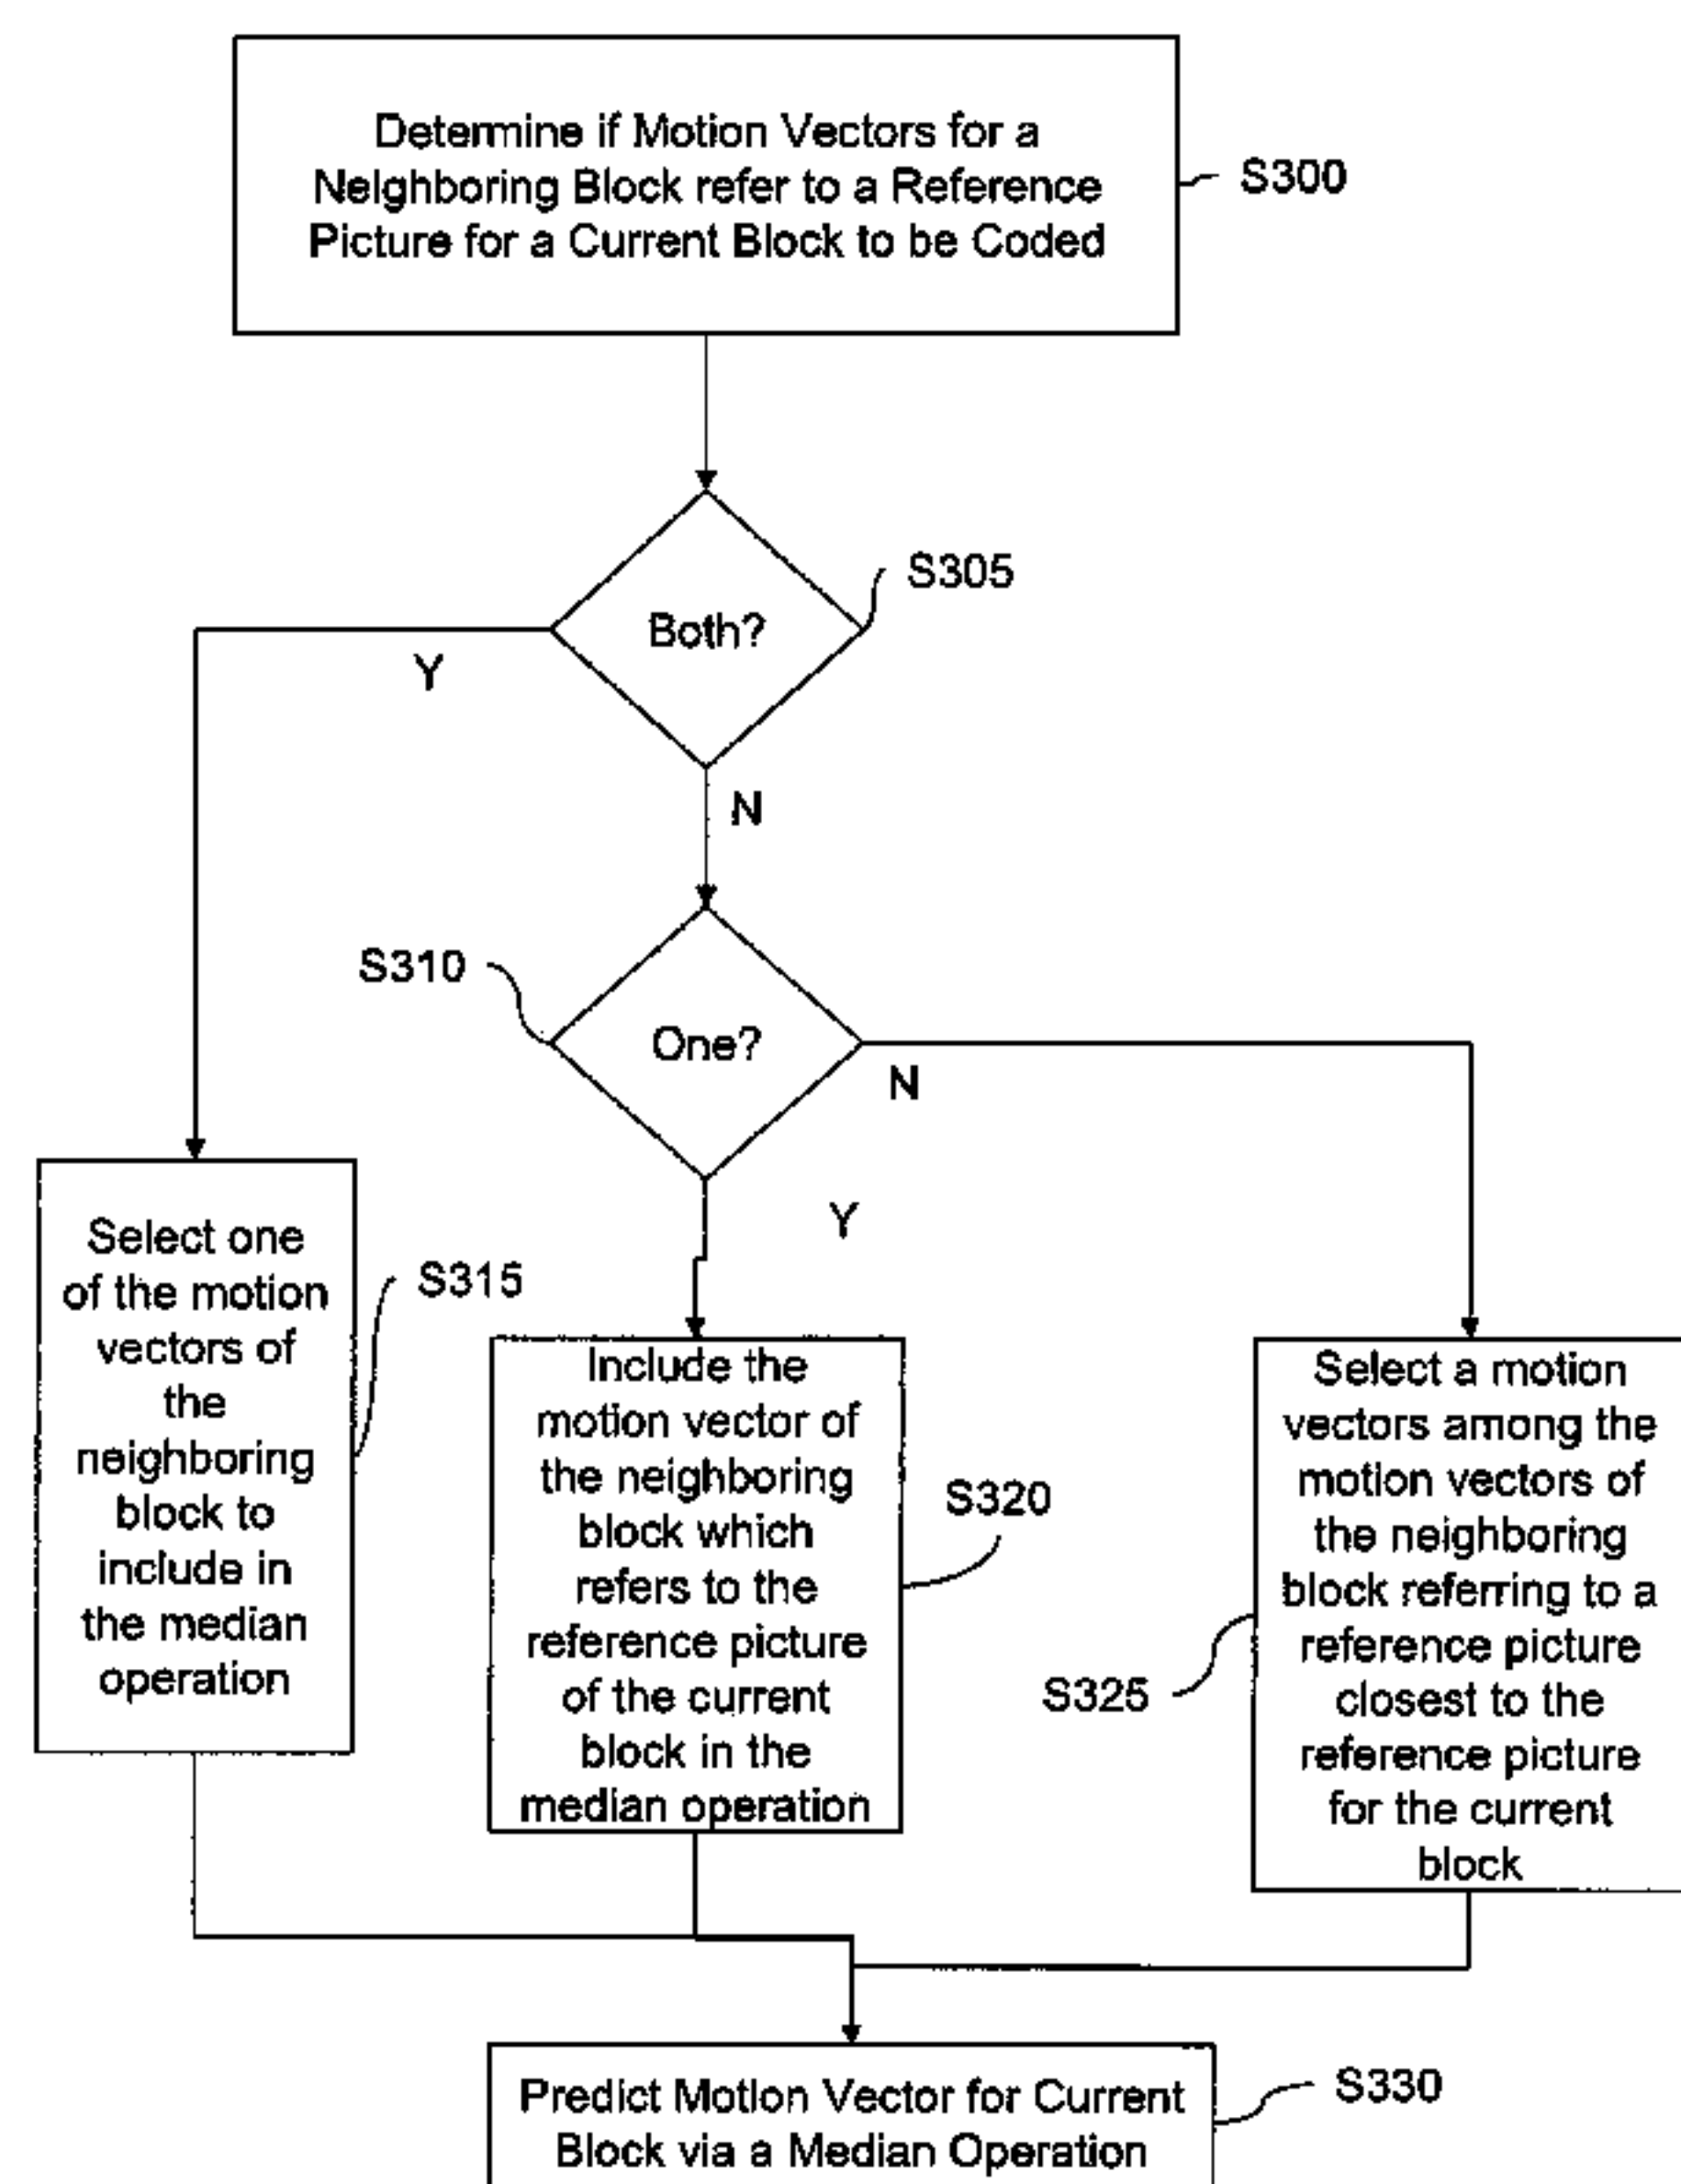 Determine if Motion Vectors for a
Neighboring Block refer to a Reference
Picture for a Current Block to be Coded
S300
S305
Both?
Y
N
S310
One?
N
Y
Select one
of the motion
vectors of
the
neighboring
block to
include in
the median
operation
S315
Include the
motion vector of
the neighboring
block which
refers to the
reference picture
of the current
block in the
median operation
S320
Select a motion
vectors among the
motion vectors of
the neighboring
block referring to a
reference picture
closest to the
reference picture
for the current
block
S325
Predict Motion Vector for Current
Block via a Median Operation
S330